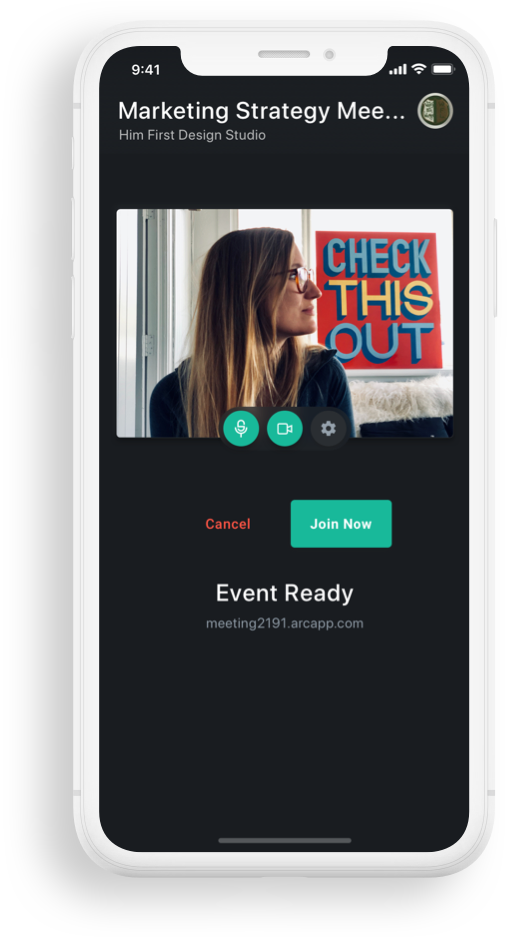 9:41
Marketing Strategy Mee...
Him First Design Studio
CHECK
THIS
OUT
Cancel
Join Now
Event Ready
meeting2191.arcapp.com